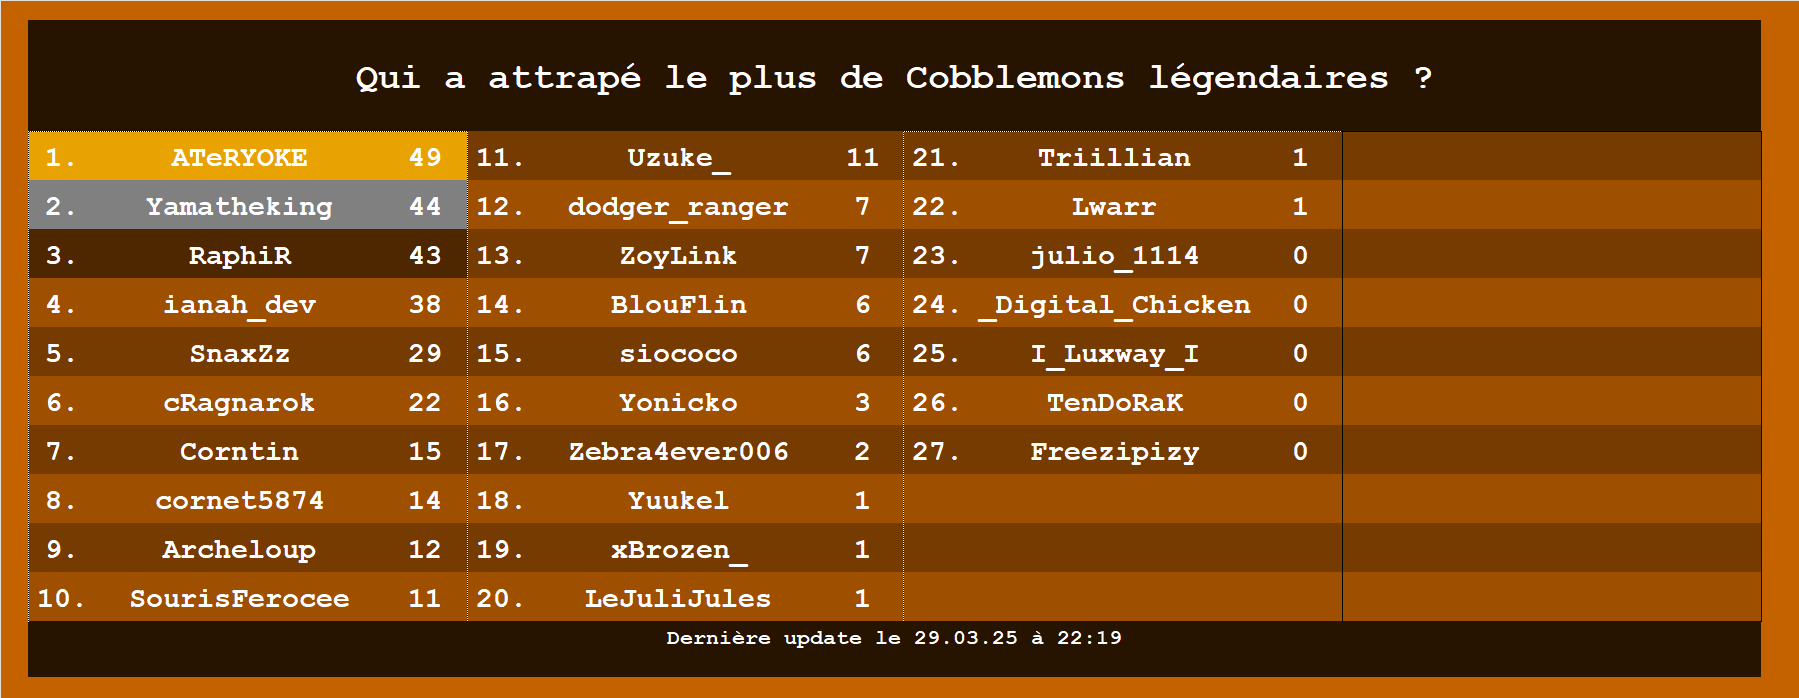 Qui a attrapé le plus de Cobblemons légendaires ?
1. ATeRYOKE 49
2. Yamatheking 44
3. RaphiR 43
4. ianah_dev 38
5. SnaxZz 29
6. cRagnarok 22
7. Corntin 15
8. cornet5874 14
9. Archeloup 12
10. SourisFerocee 11
11. Uzuke_ 11
12. dodger_ranger 7
13. ZoyLink 7
14. BlouFlin 6
15. siococo 6
16. Yonicko 3
17. Zebra4ever006 2
18. Yuukel 1
19. xBrozen_ 1
20. LeJuliJules 1
21. Triillian 1
22. Lwarr 1
23. julio_1114 0
24. _Digital_Chicken 0
25. I_Luxway_I 0
26. TenDoRaK 0
27. Freezipizy 0
Dernière update le 29.03.25 à 22:19